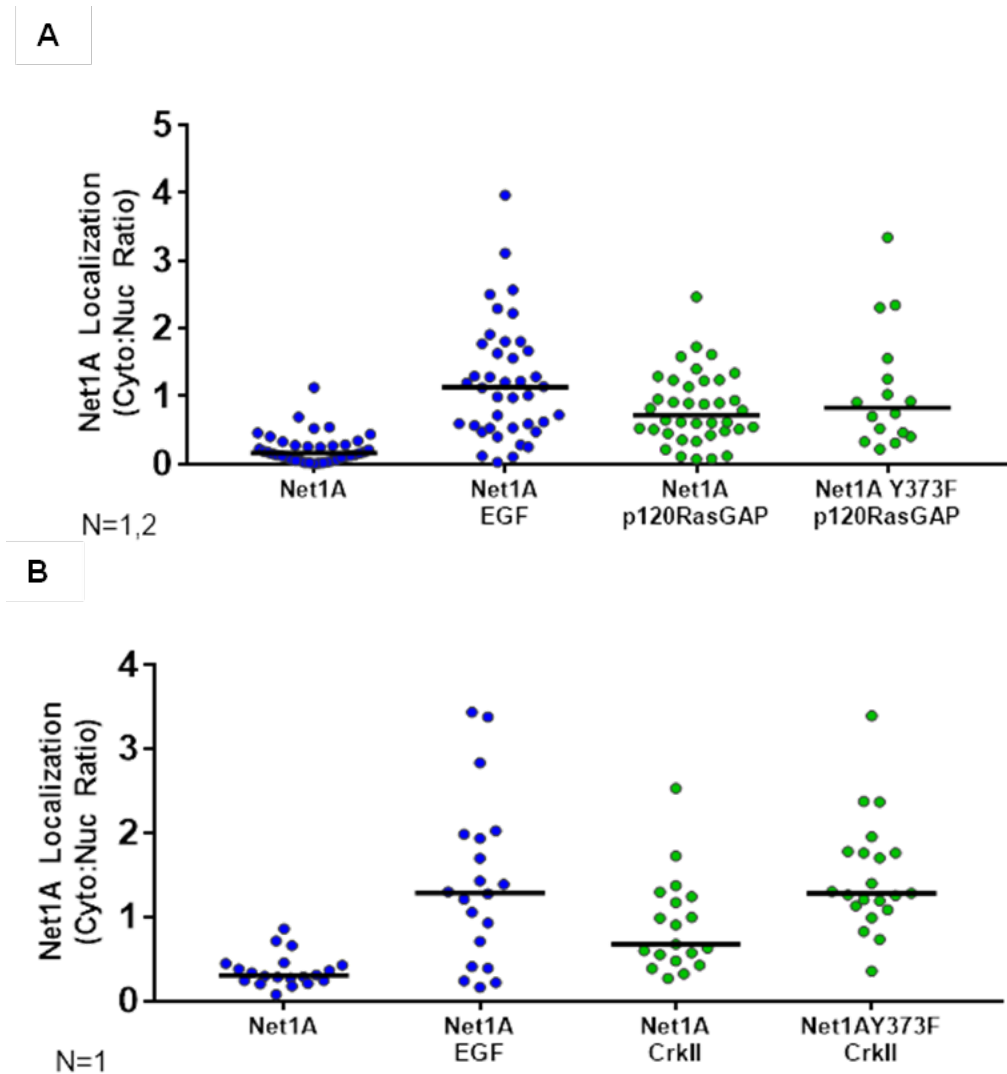 A
Net1A Localization
(Cyto:Nuc Ratio)
5
4
3
2
1
0
Net1A
Net1A
EGF
Net1A
p120RasGAP
Net1A Y373F
p120RasGAP
N=1,2
B
Net1A Localization
(Cyto:Nuc Ratio)
4
3
2
1
0
Net1A
Net1A
EGF
Net1A
CrkII
Net1AY373F
CrkII
N=1